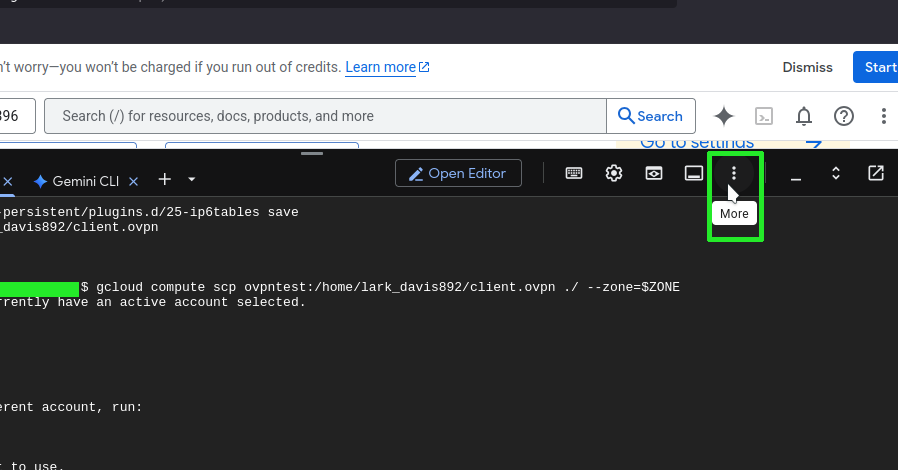 n't worry—you won't be charged if you run out of credits. Learn more
Dismiss
Start
396
Search (/) for resources, docs, products, and more
Search
Go to settings
Gemini CLI
Open Editor
More
-persistent/plugins.d/25-ip6tables save
_davis892/client.ovpn
$ gcloud compute scp ovpntest:/home/lark_davis892/client.ovpn ./ --zone=$ZONE
rrently have an active account selected.
erent account, run:
t to use.